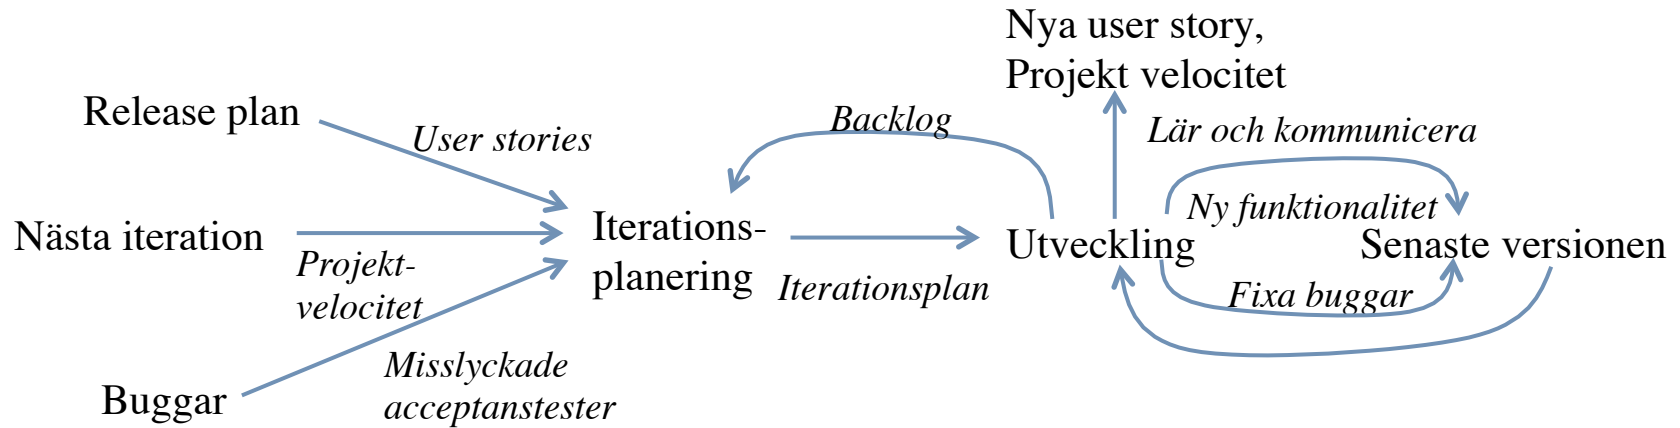 Nya user story,
Projekt velocitet
Release plan
User stories
Backlog
Lär och kommunicera
Nästa iteration
Projekt-
velocitet
Iterations-
planering
Iterationsplan
Utveckling
Ny funktionalitet
Senaste versionen
Fixa buggar
Buggar
Misslyckade
acceptanstester